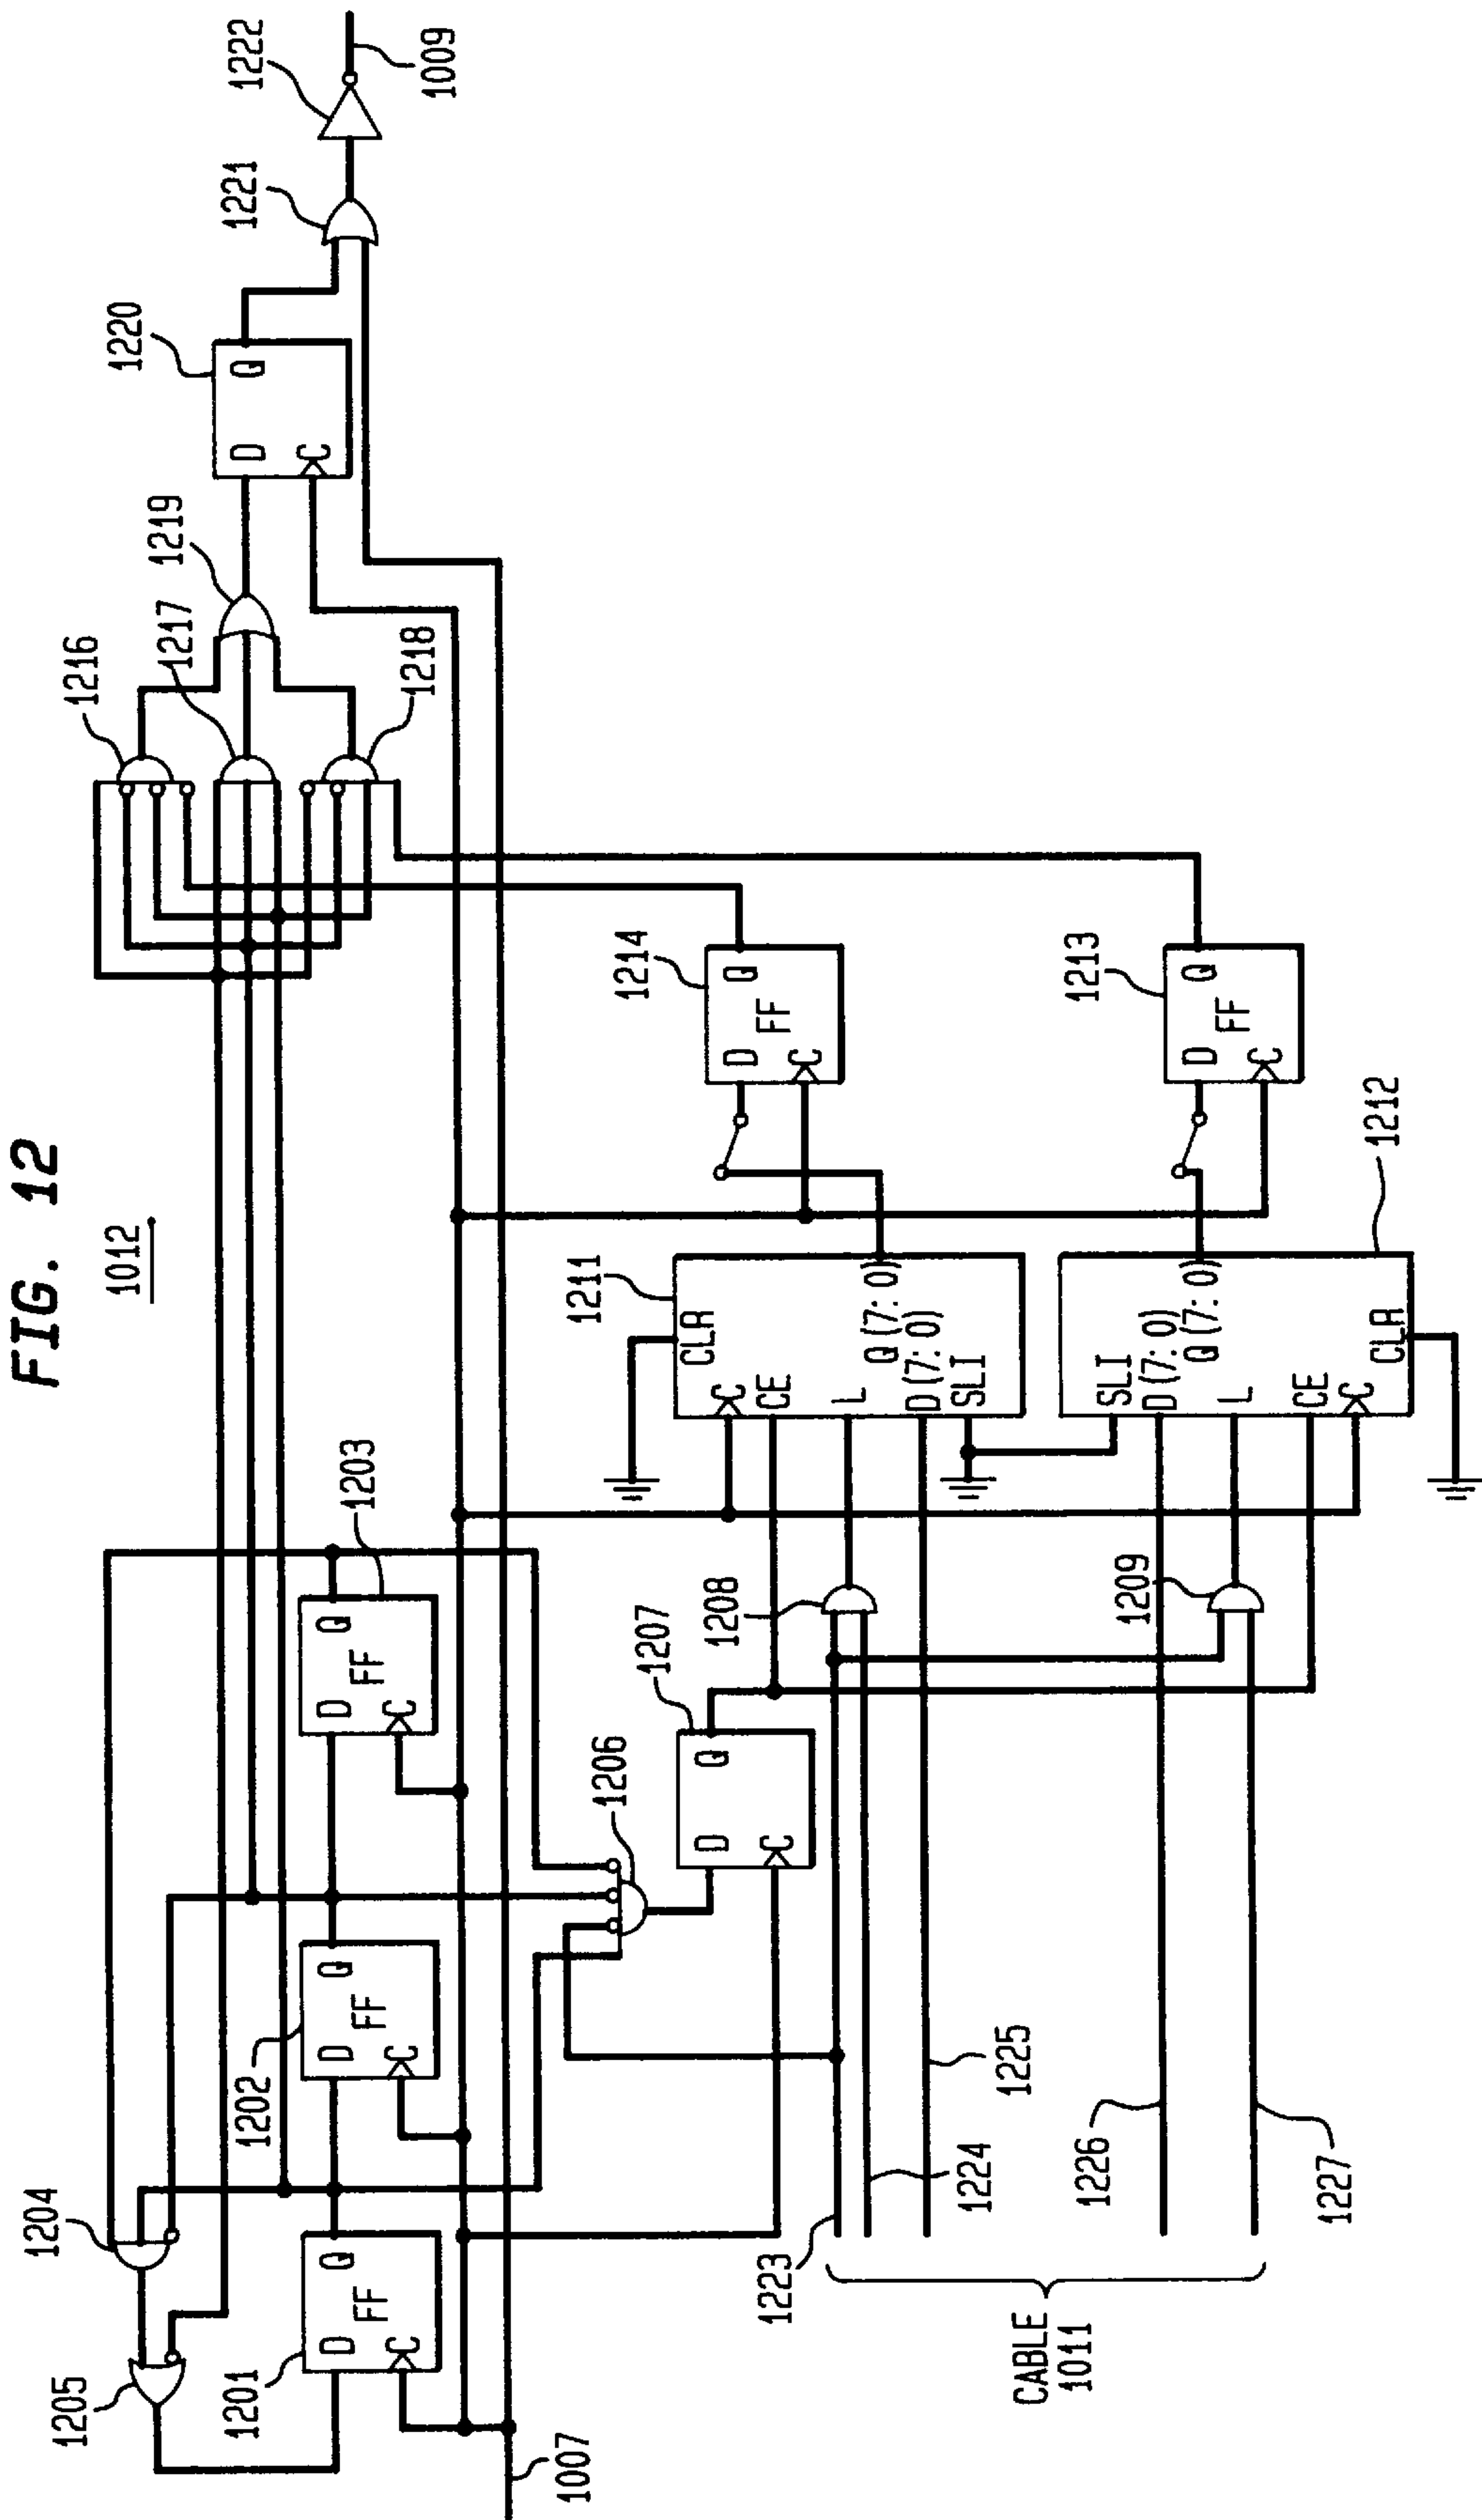 FIG. 12
1012
1205
1204
1201
D Q
FF
C
1202
D Q
FF
C
1203
D Q
FF
C
1007
1206
1207
D Q
C
1208
1209
1223
1224
1225
1226
1227
CABLE
1011
1211
CLR
C
CE
L
Q (7: 0)
D (7: 0)
SLI
1212
SLI
D (7: 0)
Q (7: 0)
L
CE
C
CLR
1214
D Q
FF
C
1213
D Q
FF
C
1216
1217
1218
1219
1220
D Q
C
1221
1222
1009